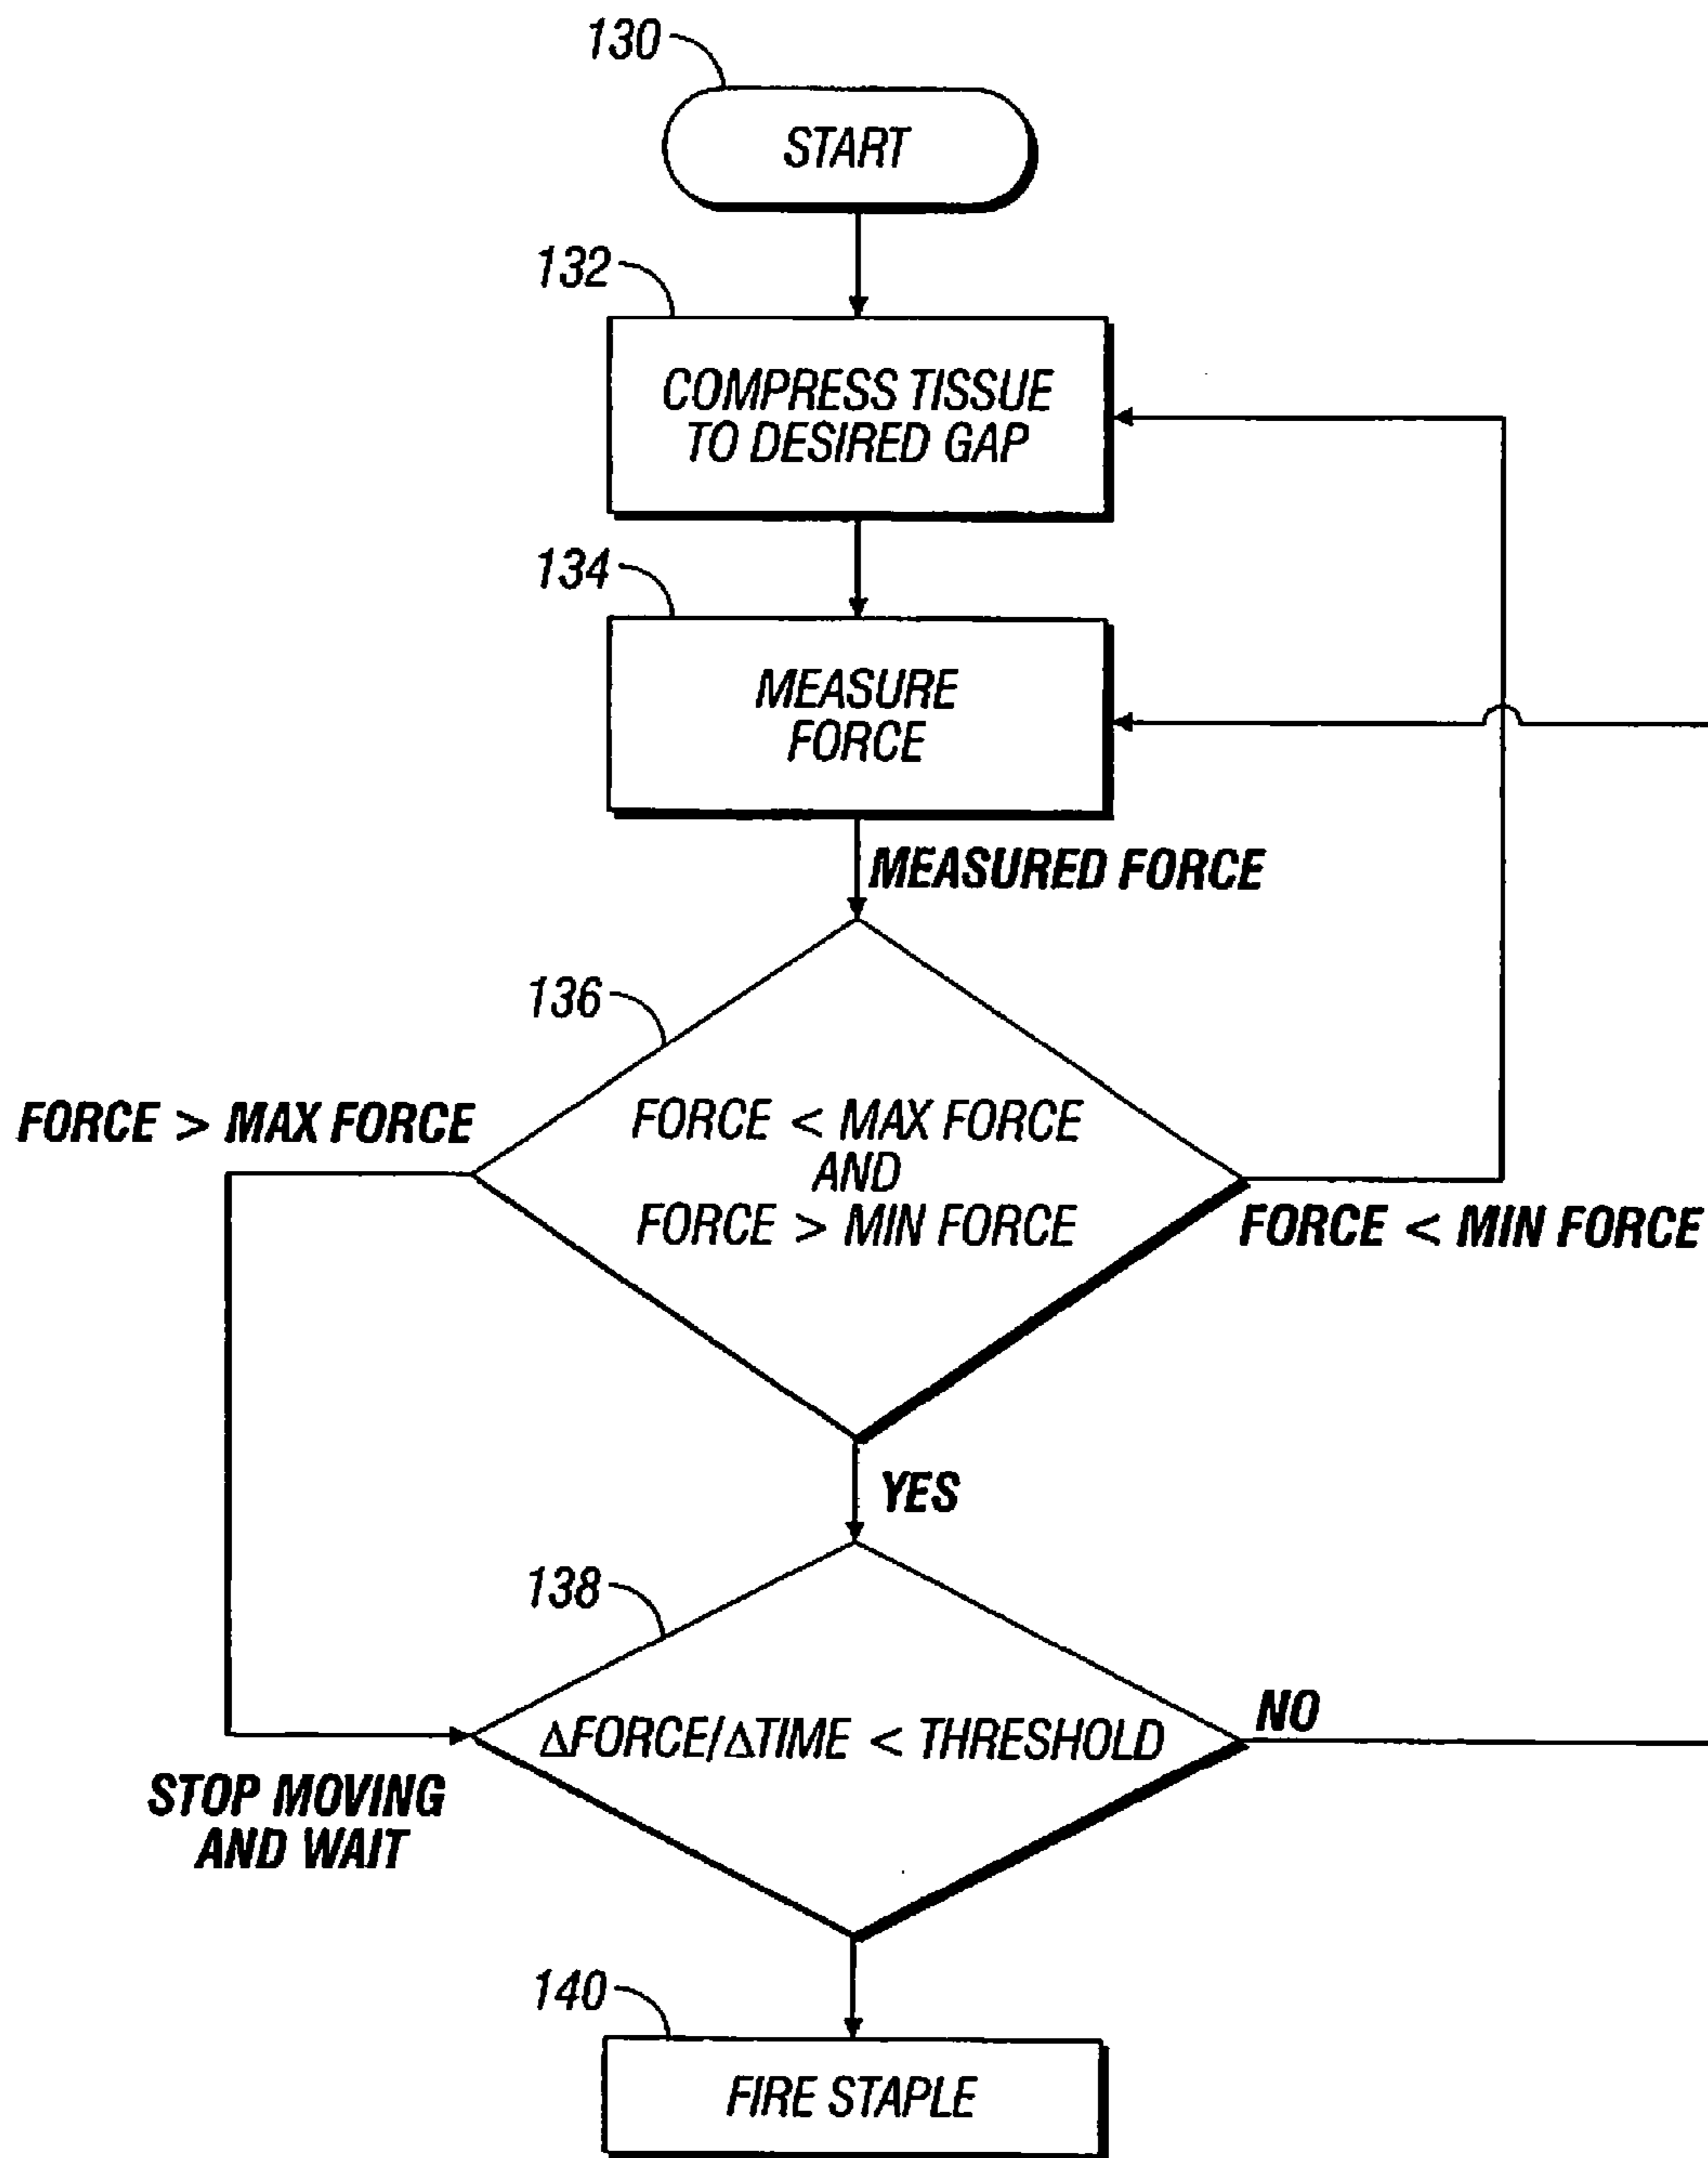 130
START
132
COMPRESS TISSUE
TO DESIRED GAP
134
MEASURE
FORCE
MEASURED FORCE
136
FORCE > MAX FORCE
FORCE < MAX FORCE
AND
FORCE > MIN FORCE
FORCE < MIN FORCE
YES
138
ΔFORCE/ΔTIME < THRESHOLD
NO
STOP MOVING
AND WAIT
140
FIRE STAPLE